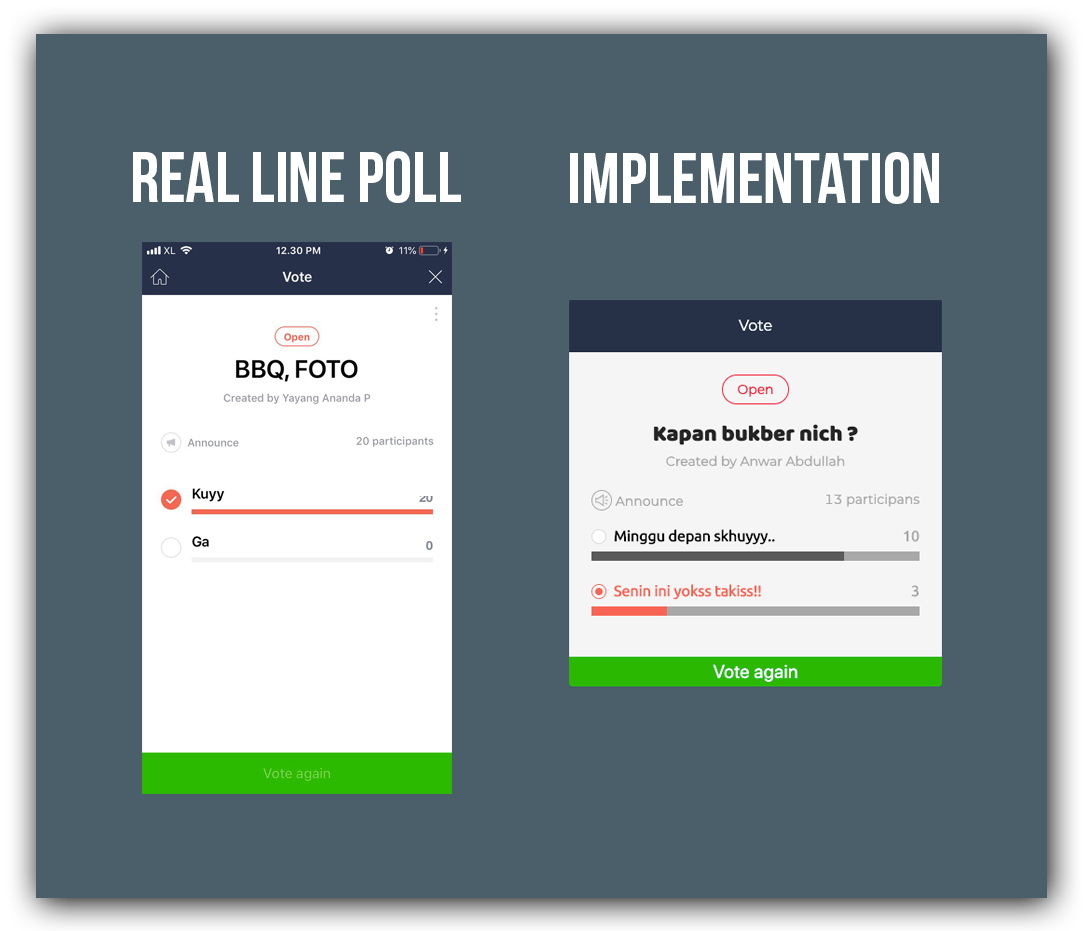 REAL LINE POLL
XL 12.30 PM 11%
Vote
Open
BBQ, FOTO
Created by Yayang Ananda P
Announce 20 participants
Kuyy 20
Ga 0
Vote again
IMPLEMENTATION
Vote
Open
Kapan bukber nich ?
Created by Anwar Abdullah
Announce 13 participans
Minggu depan skhuyyy.. 10
Senin ini yokss takiss!! 3
Vote again